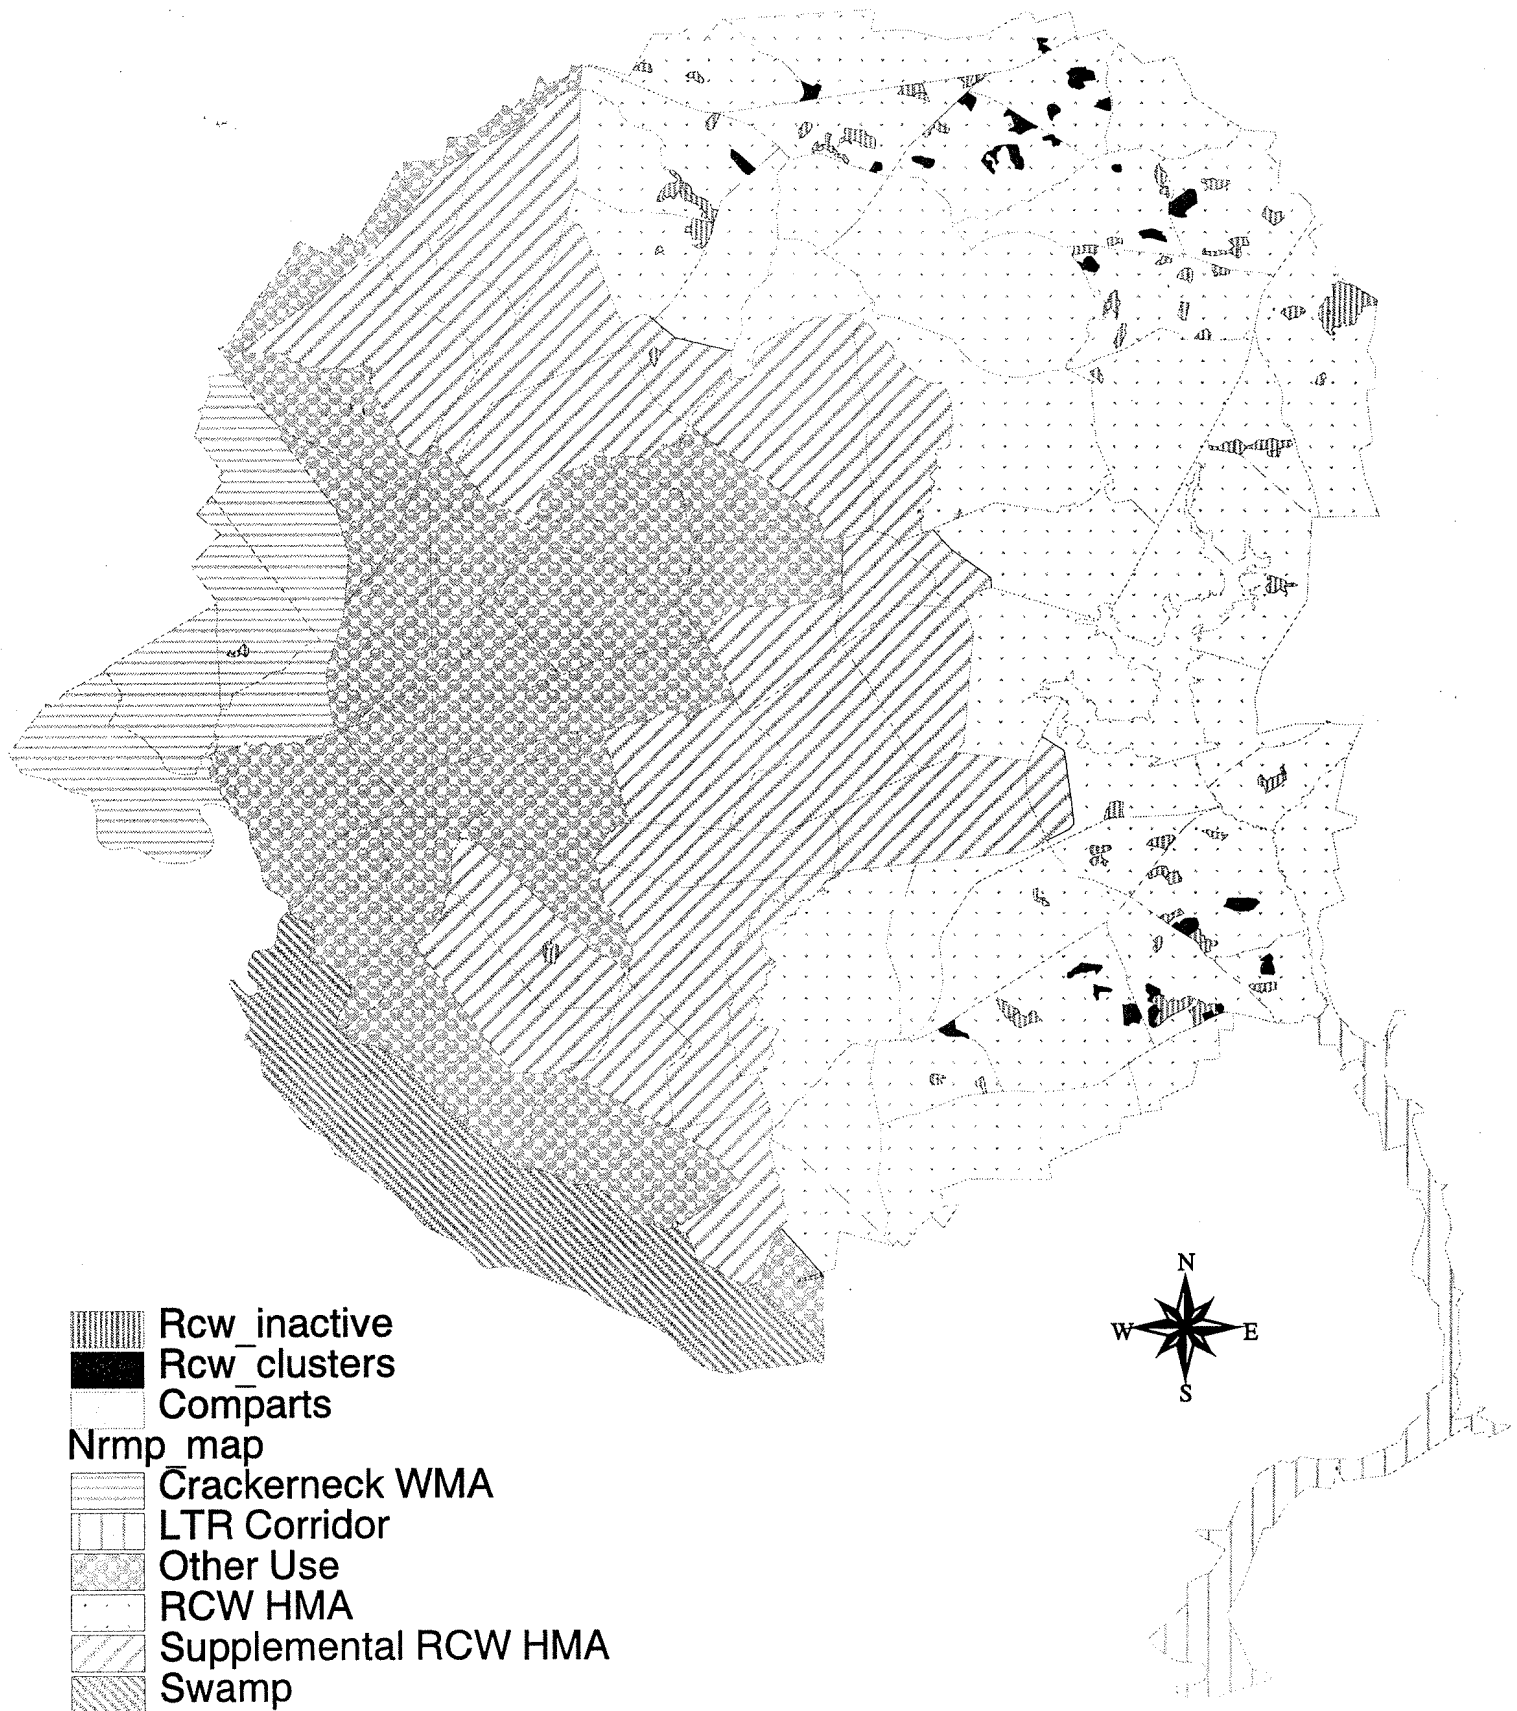 N
W E
S
Rcw_inactive
Rcw_clusters
Comparts
Nrmp_map
Crackerneck WMA
LTR Corridor
Other Use
RCW HMA
Supplemental RCW HMA
Swamp